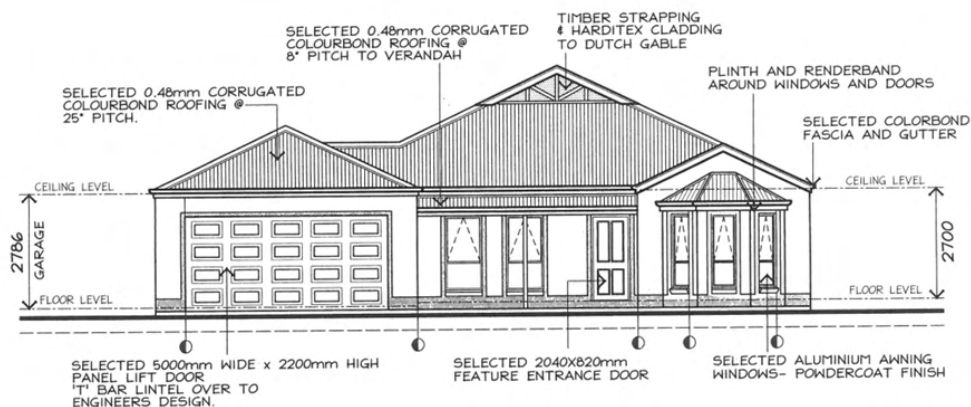 SELECTED 0.48mm CORRUGATED
COLOURBOND ROOFING @
8° PITCH TO VERANDAH
TIMBER STRAPPING
& HARDITEX CLADDING
TO DUTCH GABLE
PLINTH AND RENDERBAND
AROUND WINDOWS AND DOORS
SELECTED 0.48mm CORRUGATED
COLOURBOND ROOFING @
25° PITCH.
SELECTED COLORBOND
FASCIA AND GUTTER
CEILING LEVEL
CEILING LEVEL
2786
GARAGE
2700
FLOOR LEVEL
FLOOR LEVEL
SELECTED 5000mm WIDE x 2200mm HIGH
PANEL LIFT DOOR
'T' BAR LINTEL OVER TO
ENGINEERS DESIGN.
SELECTED 2040X820mm
FEATURE ENTRANCE DOOR
SELECTED ALUMINIUM AWNING
WINDOWS- POWDERCOAT FINISH